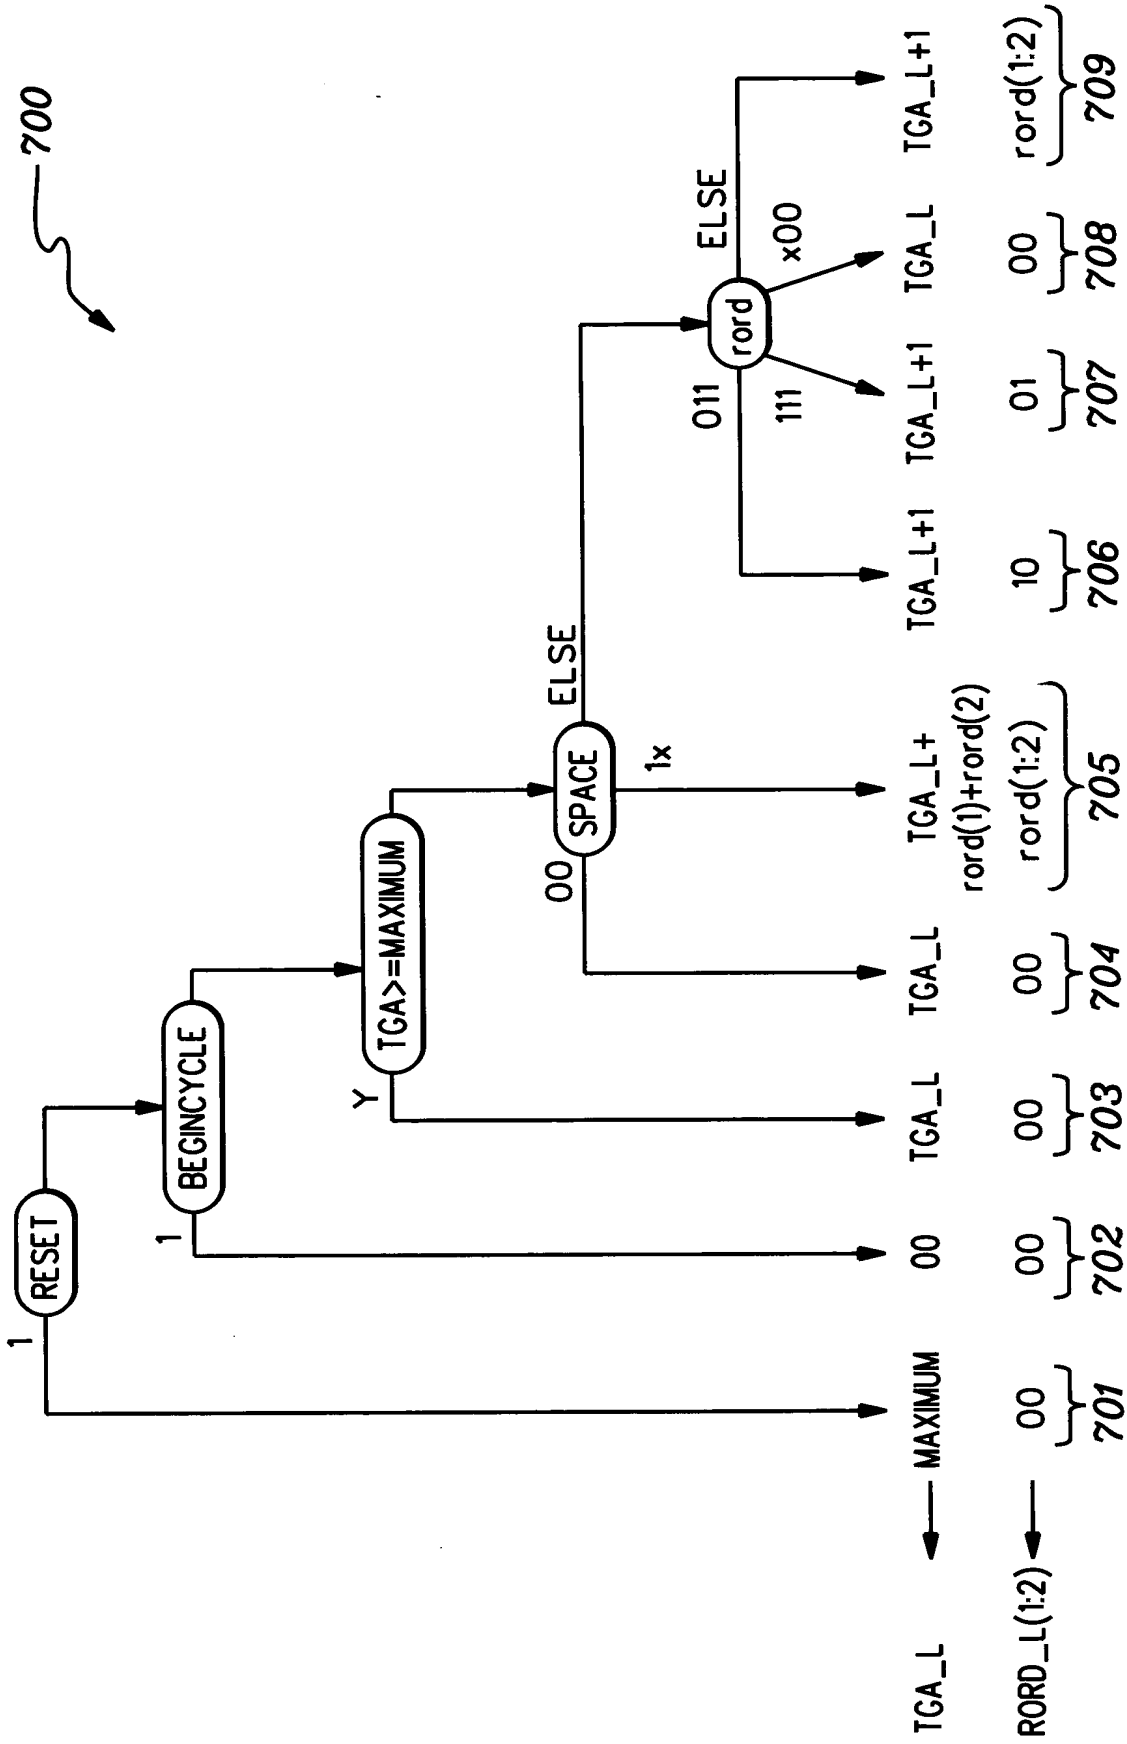 700
1
RESET
1
BEGINCYCLE
Y
TGA>=MAXIMUM
00
SPACE
ELSE
1x
011
rord
ELSE
111
x00
TGA_L
MAXIMUM
00
TGA_L
TGA_L
TGA_L+
rord(1)+rord(2)
TGA_L+1
TGA_L+1
TGA_L
TGA_L+1
RORD_L(1:2)
00
00
00
00
rord(1:2)
10
01
00
rord(1:2)
701
702
703
704
705
706
707
708
709